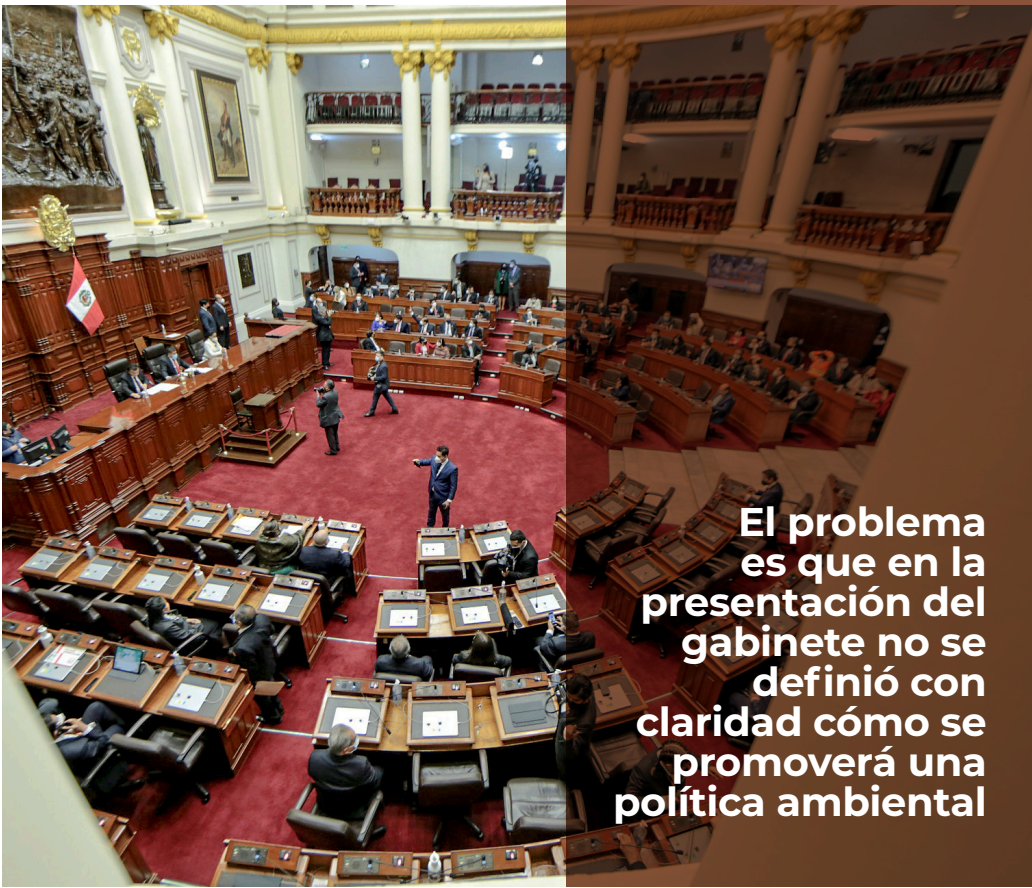 El problema
es que en la
presentación del
gabinete no se
definió con
claridad cómo se
promoverá una
política ambiental